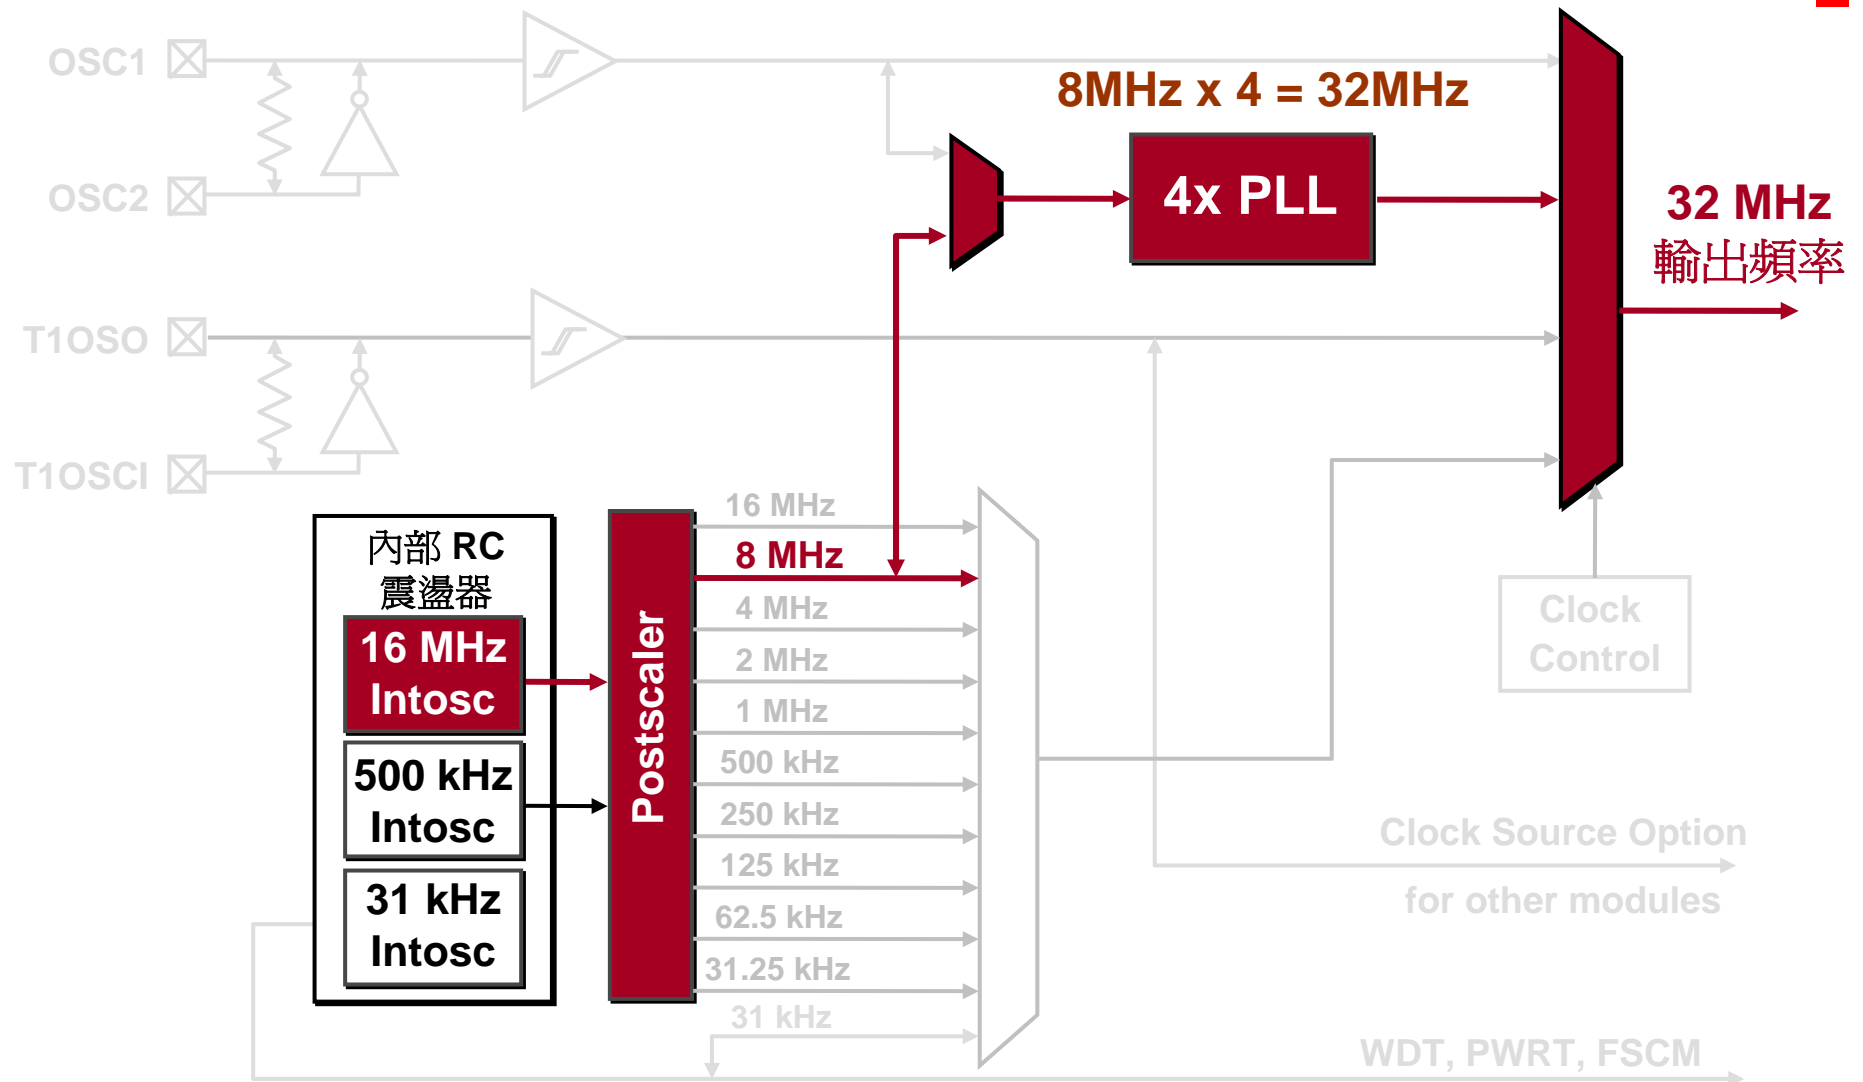 OSC1
8MHz x 4 = 32MHz
4x PLL
OSC2
32 MHz
輸出頻率
T1OSO
T1OSCI
內部 RC
震盪器
16 MHz
Intosc
500 kHz
Intosc
31 kHz
Intosc
Postscaler
16 MHz
8 MHz
4 MHz
2 MHz
1 MHz
500 kHz
250 kHz
125 kHz
62.5 kHz
31.25 kHz
31 kHz
Clock
Control
Clock Source Option
for other modules
WDT, PWRT, FSCM